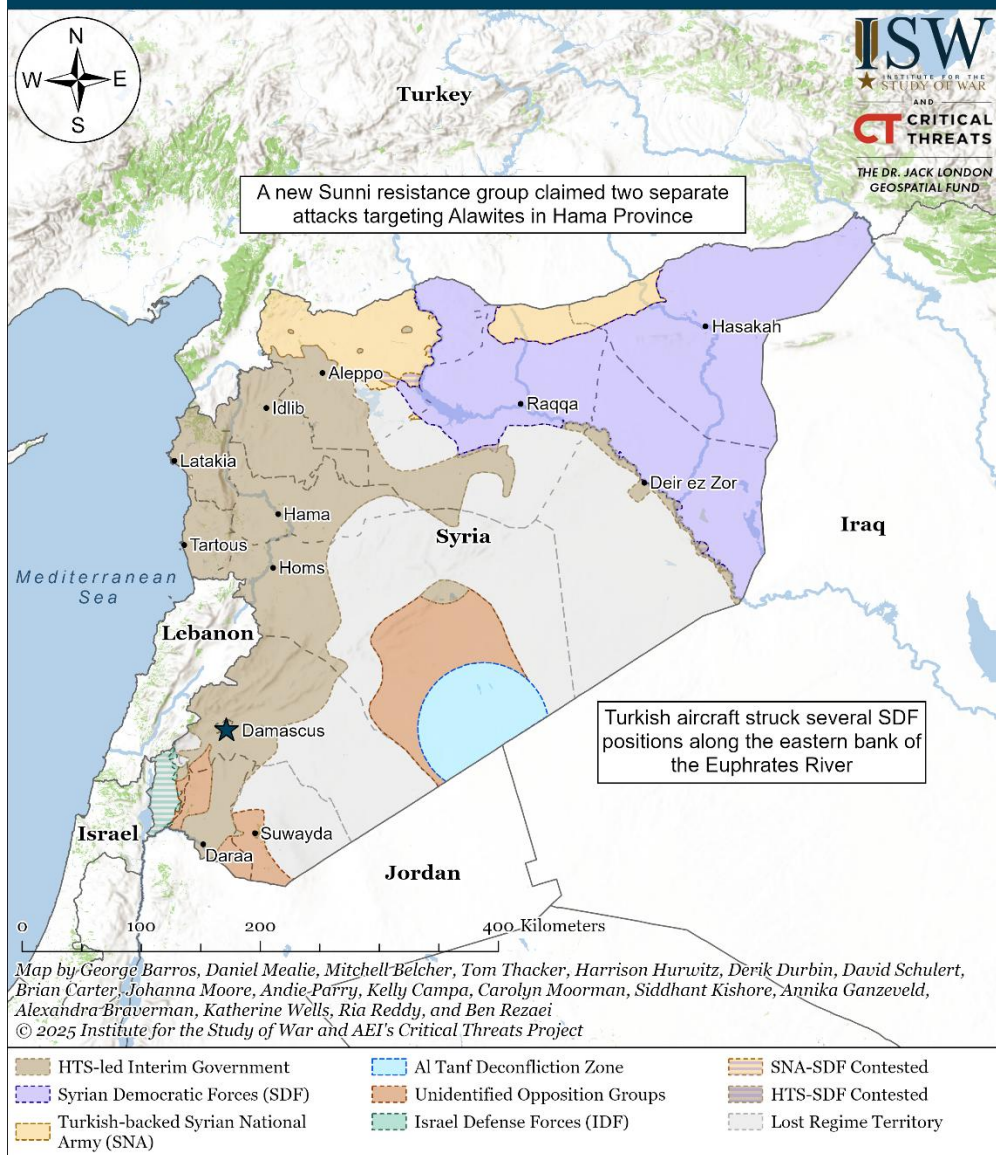 N
W
E
S
ISW
INSTITUTE FOR THE
STUDY OF WAR
AND
CT CRITICAL
THREATS
THE DR. JACK LONDON
GEOSPATIAL FUND
Turkey
A new Sunni resistance group claimed two separate
attacks targeting Alawites in Hama Province
Hasakah
Aleppo
Idlib
Raqqa
Latakia
Deir ez Zor
Hama
Syria
Iraq
Tartous
Homs
Mediterranean
Sea
Lebanon
Damascus
Turkish aircraft struck several SDF
positions along the eastern bank of
the Euphrates River
Israel
Suwayda
Daraa
Jordan
0 100 200 400 Kilometers
Map by George Barros, Daniel Mealie, Mitchell Belcher, Tom Thacker, Harrison Hurwitz, Derik Durbin, David Schulert,
Brian Carter, Johanna Moore, Andie Parry, Kelly Campa, Carolyn Moorman, Siddhant Kishore, Annika Ganzeveld,
Alexandra Braverman, Katherine Wells, Ria Reddy, and Ben Rezaei
© 2025 Institute for the Study of War and AEI's Critical Threats Project
HTS-led Interim Government
Syrian Democratic Forces (SDF)
Turkish-backed Syrian National
Army (SNA)
Al Tanf Deconfliction Zone
Unidentified Opposition Groups
Israel Defense Forces (IDF)
SNA-SDF Contested
HTS-SDF Contested
Lost Regime Territory